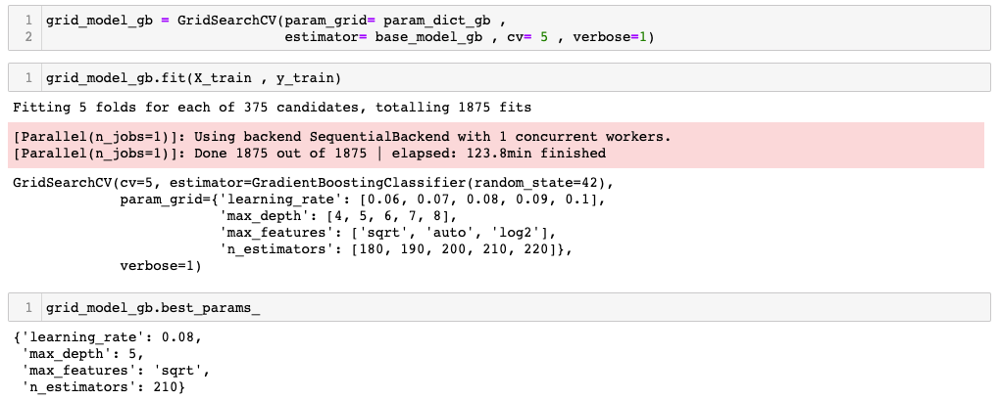 1 grid_model_gb = GridSearchCV(param_grid= param_dict_gb ,
2 estimator= base_model_gb , cv= 5 , verbose=1)
1 grid_model_gb.fit(X_train , y_train)
Fitting 5 folds for each of 375 candidates, totalling 1875 fits
[Parallel(n_jobs=1)]: Using backend SequentialBackend with 1 concurrent workers.
[Parallel(n_jobs=1)]: Done 1875 out of 1875 | elapsed: 123.8min finished
GridSearchCV(cv=5, estimator=GradientBoostingClassifier(random_state=42),
param_grid={'learning_rate': [0.06, 0.07, 0.08, 0.09, 0.1],
'max_depth': [4, 5, 6, 7, 8],
'max_features': ['sqrt', 'auto', 'log2'],
'n_estimators': [180, 190, 200, 210, 220]},
verbose=1)
1 grid_model_gb.best_params_
{'learning_rate': 0.08,
'max_depth': 5,
'max_features': 'sqrt',
'n_estimators': 210}